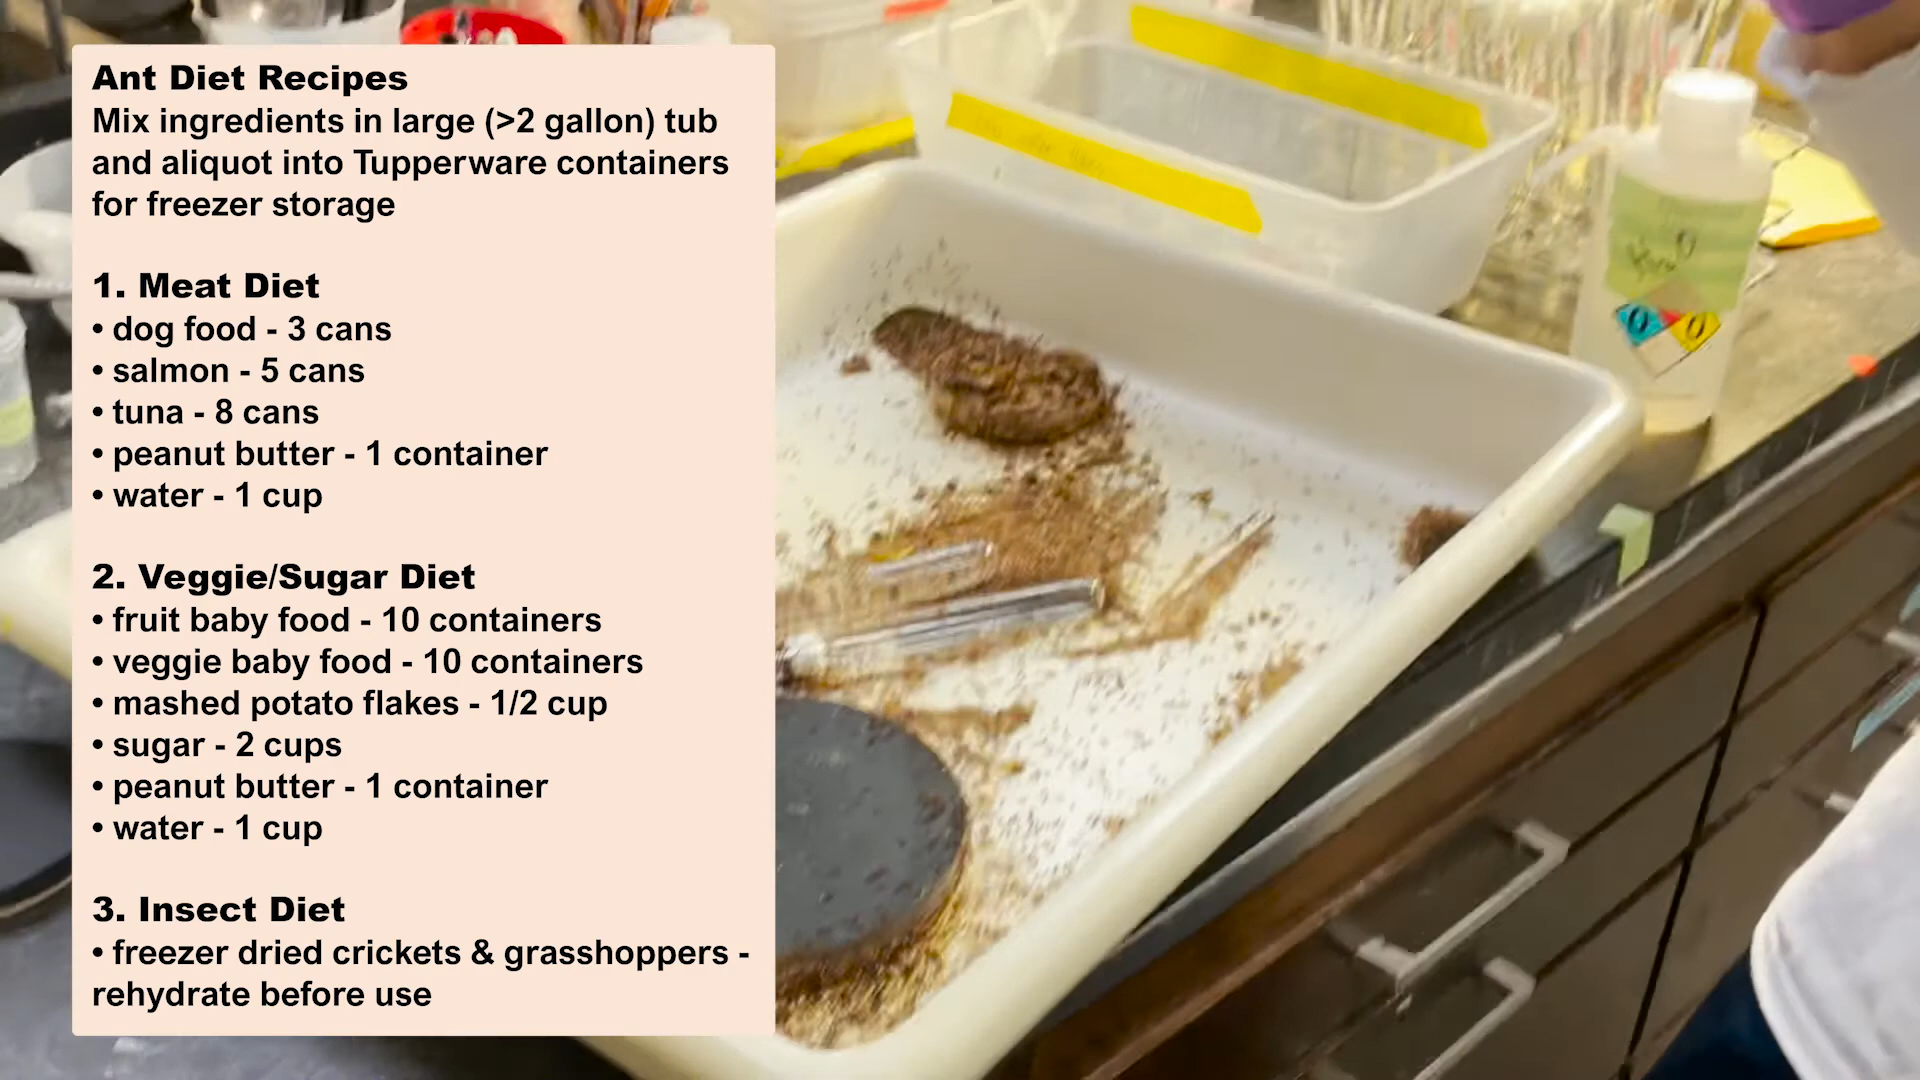 Ant Diet Recipes
Mix ingredients in large (>2 gallon) tub
and aliquot into Tupperware containers
for freezer storage
1. Meat Diet
• dog food - 3 cans
• salmon - 5 cans
• tuna - 8 cans
• peanut butter - 1 container
• water - 1 cup
2. Veggie/Sugar Diet
• fruit baby food - 10 containers
• veggie baby food - 10 containers
• mashed potato flakes - 1/2 cup
• sugar - 2 cups
• peanut butter - 1 container
• water - 1 cup
3. Insect Diet
• freezer dried crickets & grasshoppers -
rehydrate before use
0 0